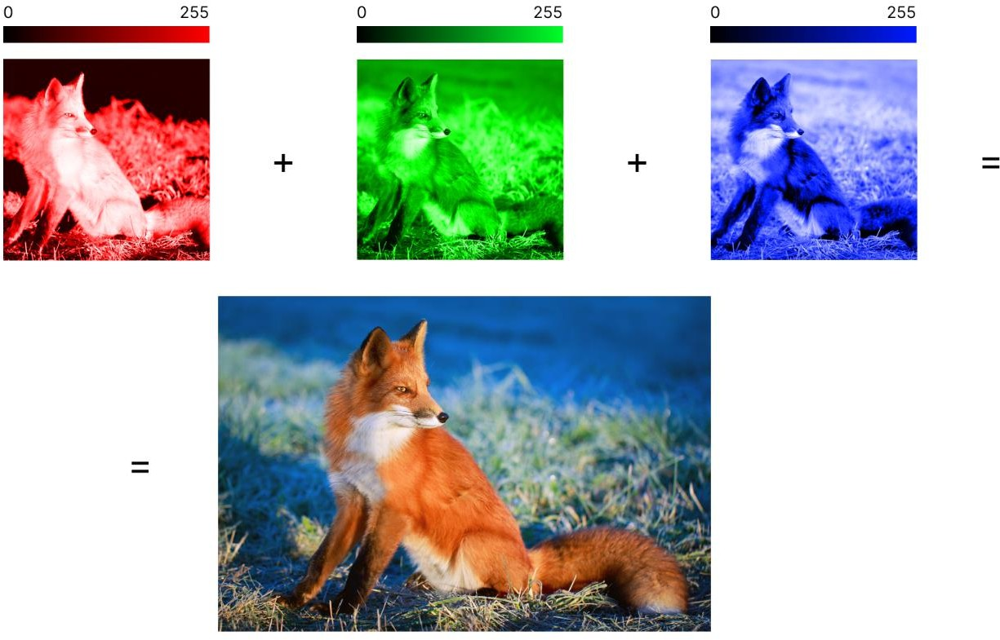 0 255 0 255 0 255
+ + =
=